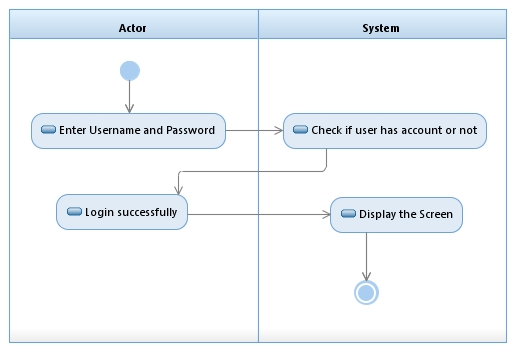 Actor
System
Enter Username and Password
Check if user has account or not
Login successfully
Display the Screen